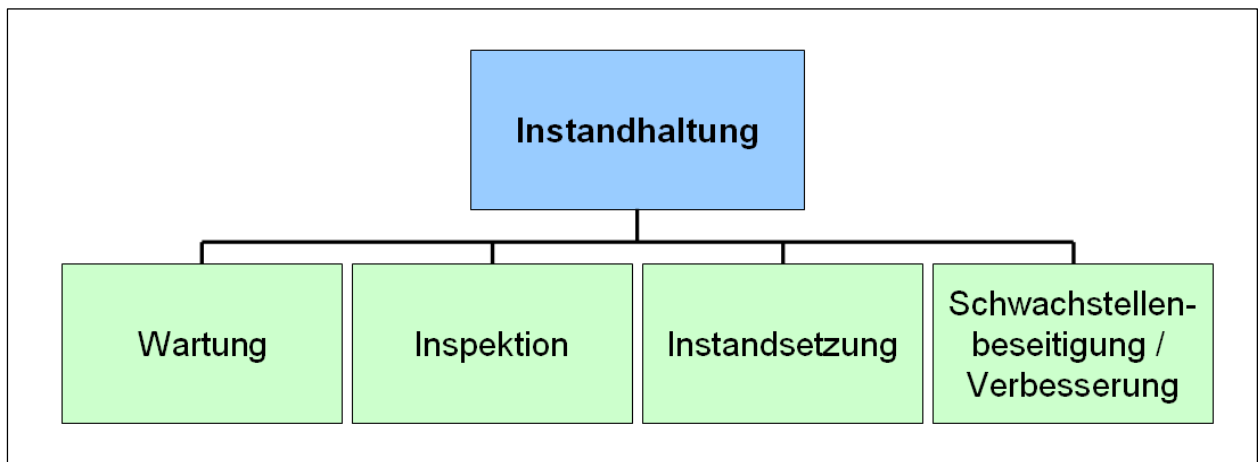 Instandhaltung
Wartung
Inspektion
Instandsetzung
Schwachstellen-
beseitigung /
Verbesserung